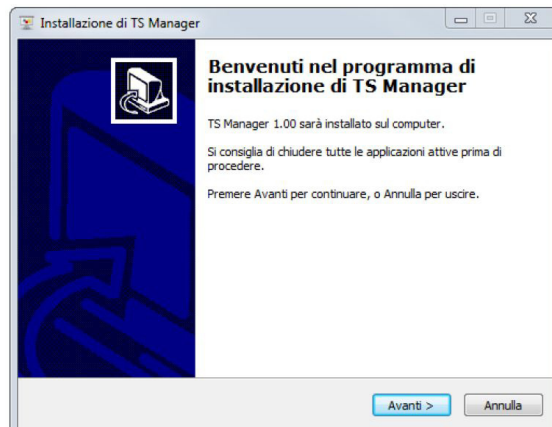 Installazione di TS Manager
Benvenuti nel programma di
installazione di TS Manager
TS Manager 1.00 sarà installato sul computer.
Si consiglia di chiudere tutte le applicazioni attive prima di
procedere.
Premere Avanti per continuare, o Annulla per uscire.
Avanti >
Annulla